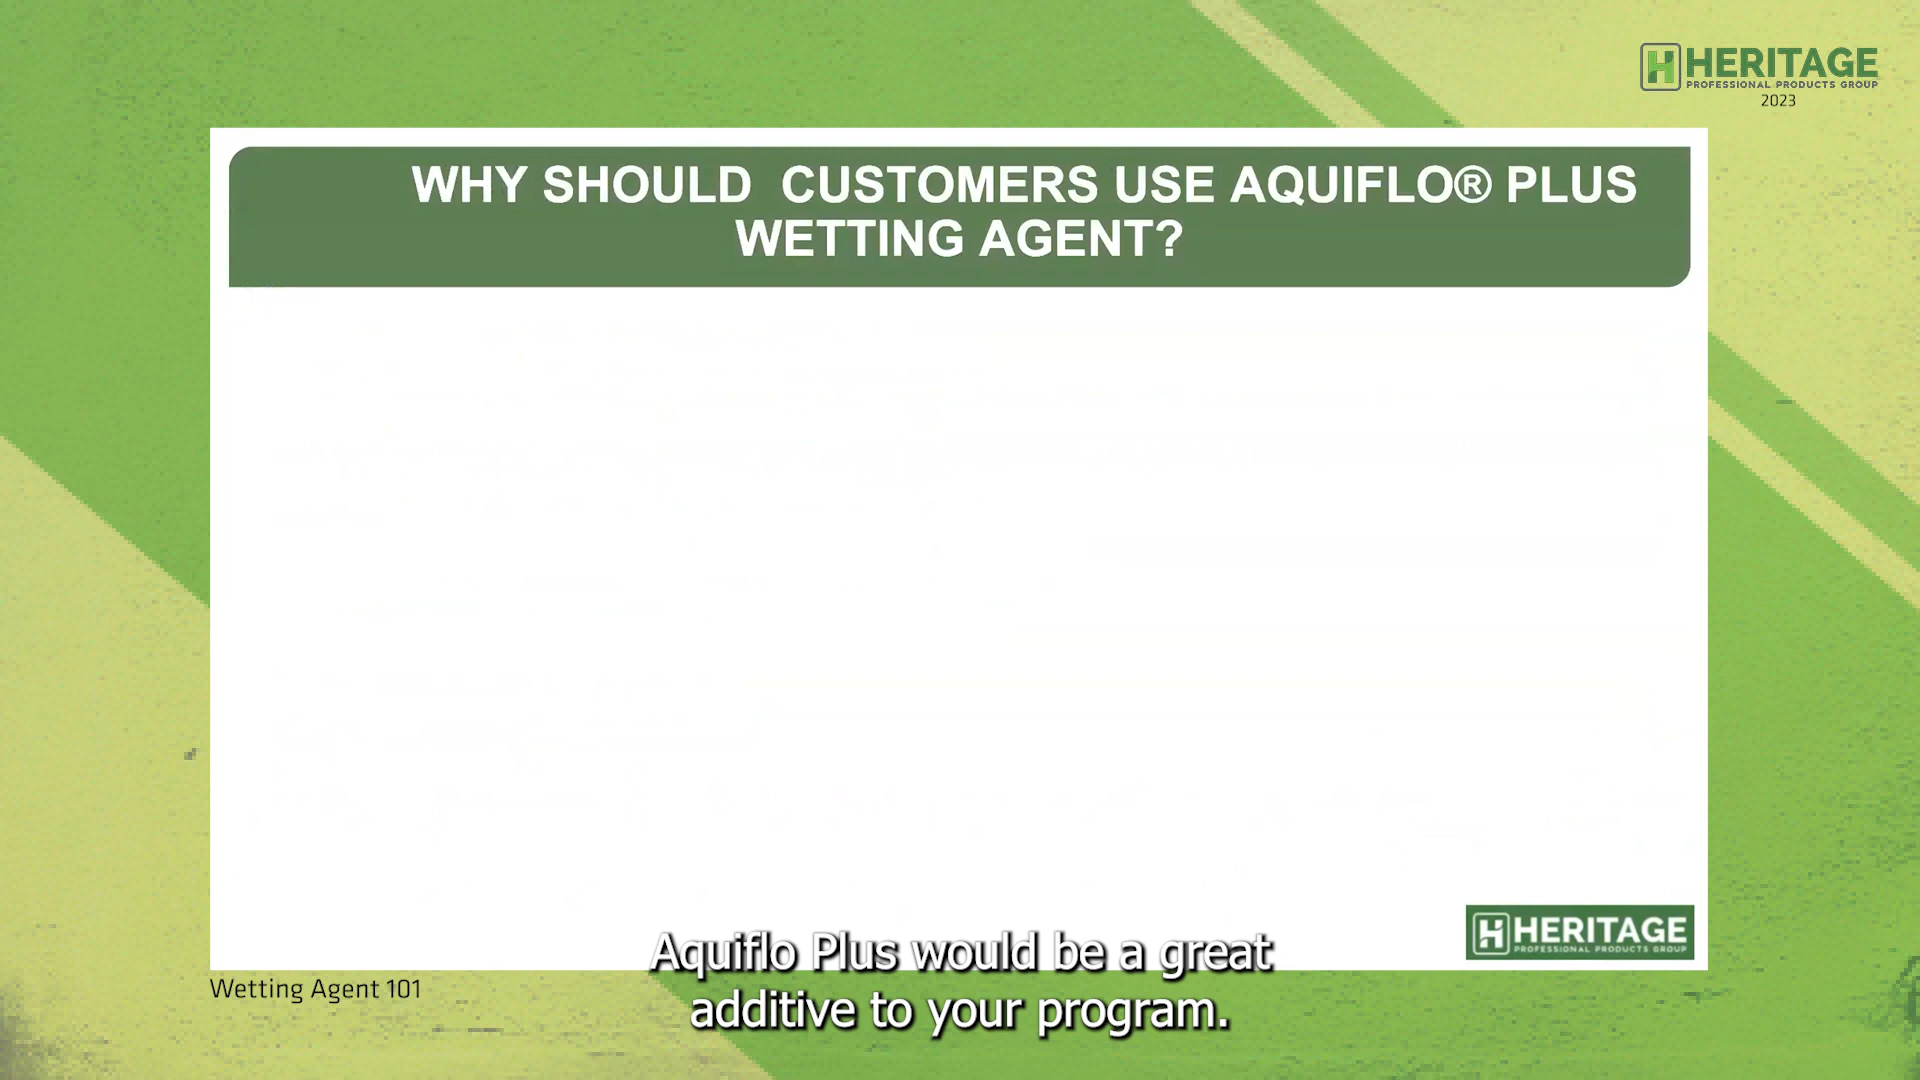 HERITAGE
PROFESSIONAL PRODUCTS GROUP
2023
WHY SHOULD CUSTOMERS USE AQUIFLO® PLUS
WETTING AGENT?
HERITAGE
PROFESSIONAL PRODUCTS GROUP
Aquiflo Plus would be a great
additive to your program.
Wetting Agent 101